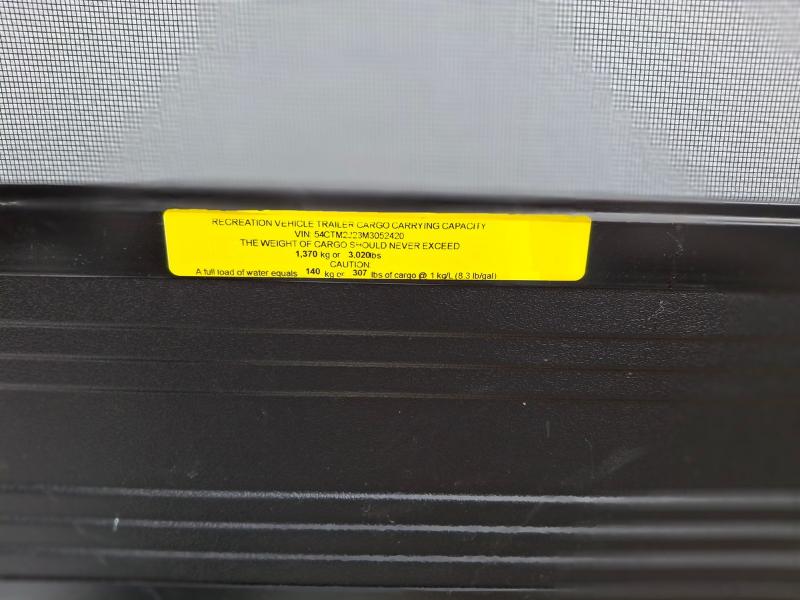 RECREATION VEHICLE TRAILER CARGO CARRYING CAPACITY
VIN: 54CTM2J23M3052420
THE WEIGHT OF CARGO SHOULD NEVER EXCEED
1,370 kg or 3,020lbs
CAUTION:
A full load of water equals 140 kg or 307 lbs of cargo @ 1 kg/L (8.3 lb/gal)